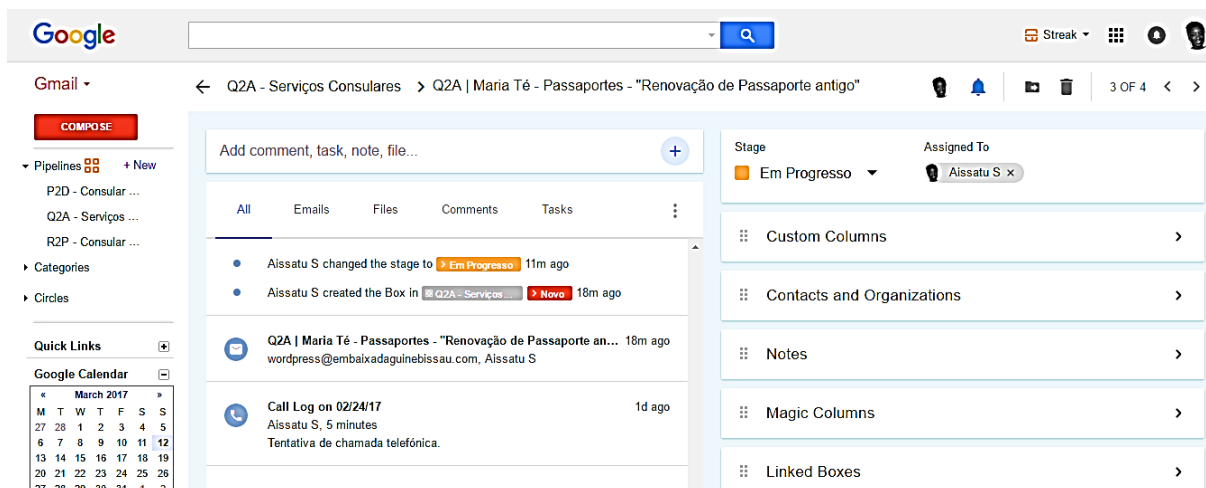 Google
Streak
Gmail
Q2A - Serviços Consulares > Q2A | Maria Té - Passaportes - "Renovação de Passaporte antigo"
3 OF 4
COMPOSE
Pipelines + New
P2D - Consular ...
Q2A - Serviços ...
R2P - Consular ...
Categories
Circles
Quick Links
Google Calendar
« March 2017 »
M T W T F S S
27 28 1 2 3 4 5
6 7 8 9 10 11 12
13 14 15 16 17 18 19
20 21 22 23 24 25 26
27 28 29 30 31 1 2
Add comment, task, note, file...
All Emails Files Comments Tasks
Aissatu S changed the stage to > Em Progresso 11m ago
Aissatu S created the Box in Q2A - Serviços... > Novo 18m ago
Q2A | Maria Té - Passaportes - "Renovação de Passaporte an... 18m ago
wordpress@embaixadaguinebissau.com, Aissatu S
Call Log on 02/24/17 1d ago
Aissatu S, 5 minutes
Tentativa de chamada telefónica.
Stage
Em Progresso
Assigned To
Aissatu S ×
Custom Columns
Contacts and Organizations
Notes
Magic Columns
Linked Boxes